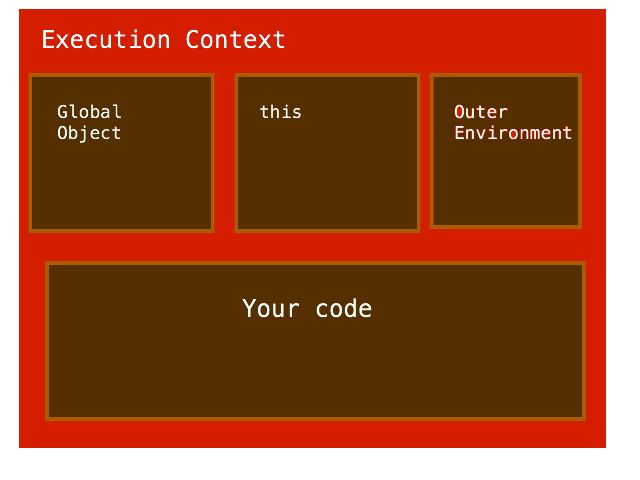 Execution Context
Global
Object
this
Outer
Environment
Your code